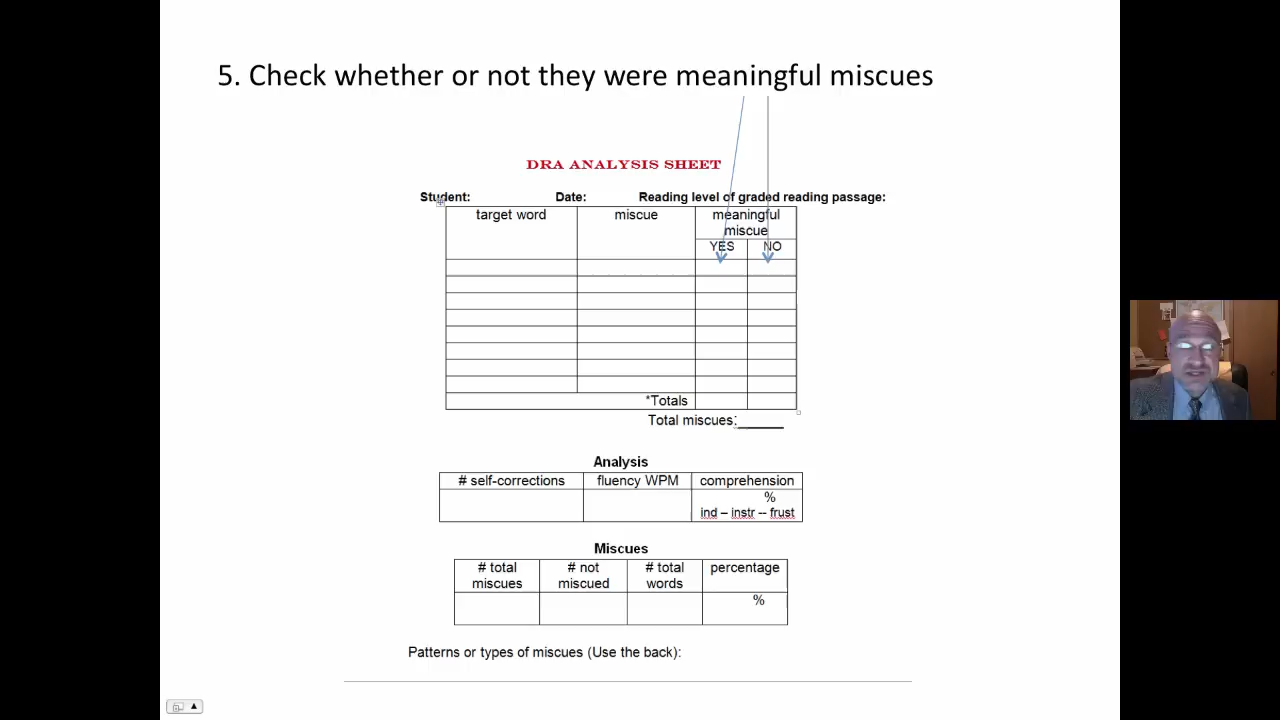 5. Check whether or not they were meaningful miscues
DRA ANALYSIS SHEET
Student: Date: Reading level of graded reading passage:
target word miscue meaningful
miscue
YES NO
*Totals
Total miscues:______
Analysis
# self-corrections fluency WPM comprehension
%
ind – instr -- frust
Miscues
# total # not # total percentage
miscues miscued words
%
Patterns or types of miscues (Use the back):